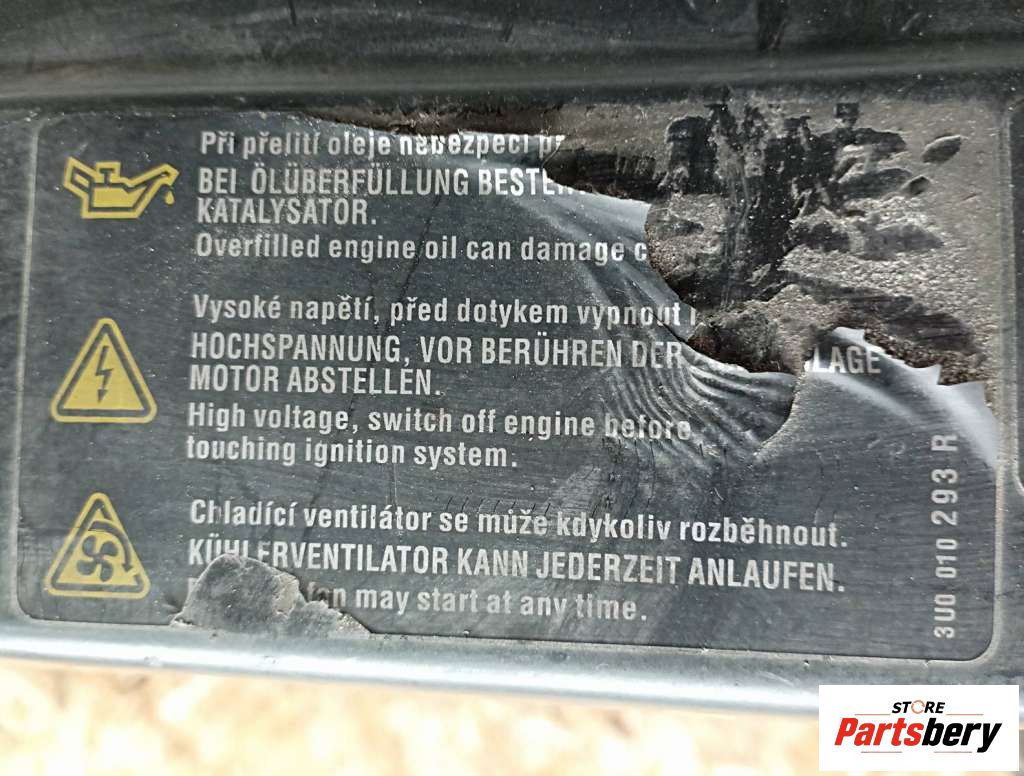 Při přelití oleje nebezpečí
BEI ÖLÜBERFÜLLUNG
KATALYSATOR.
Overfilled engine oil can damage
Vysoké napětí, před dotykem vypnout
HOCHSPANNUNG, VOR BERÜHREN DER
MOTOR ABSTELLEN.
High voltage, switch off engine before
touching ignition system.
Chladící ventilátor se může kdykoliv rozběhnout.
KÜHLERVENTILATOR KANN JEDERZEIT ANLAUFEN.
fan may start at any time.
3U0 010 293 R
STORE
Partsbery